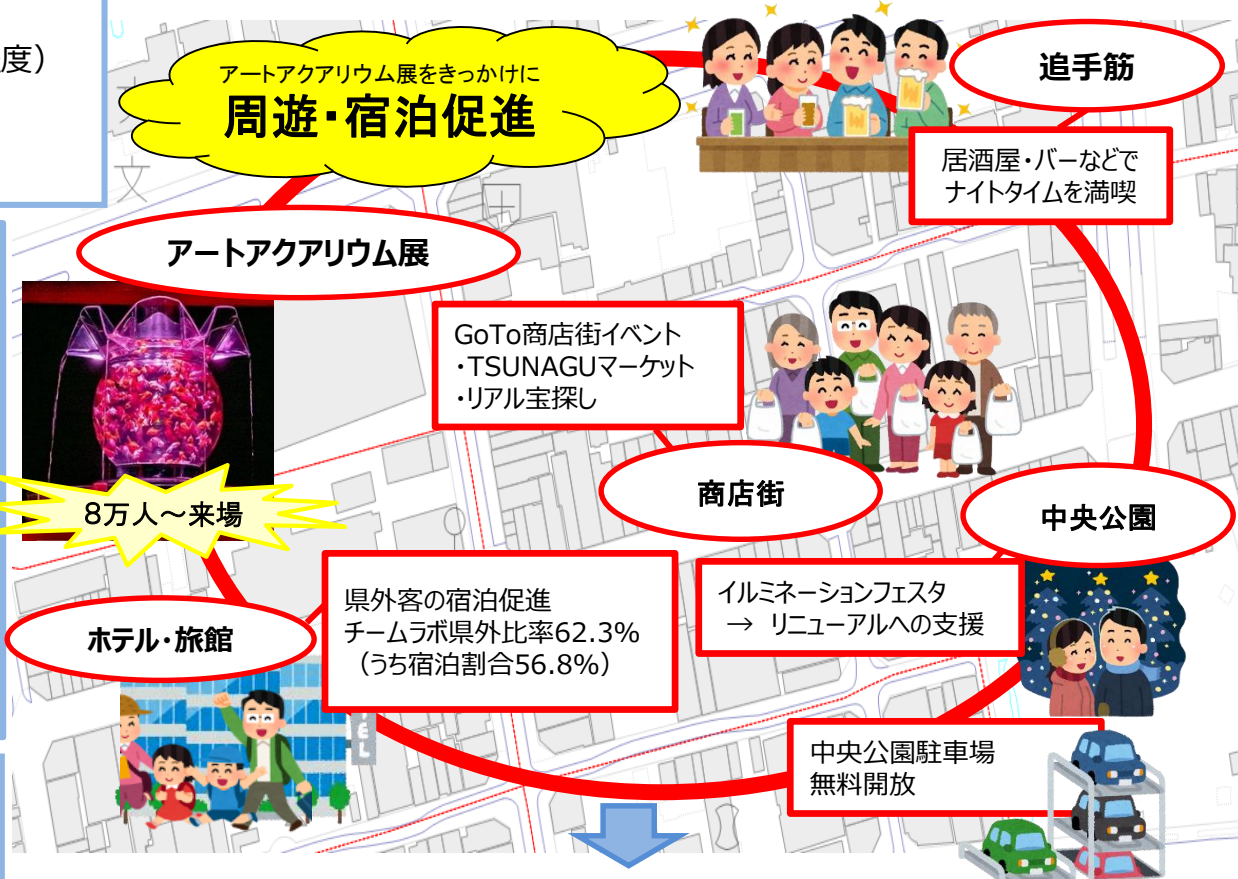 度）
アートアクアリウム展をきっかけに
周遊・宿泊促進
追手筋
居酒屋・バーなどで
ナイトタイムを満喫
アートアクアリウム展
GoTo商店街イベント
・TSUNAGUマーケット
・リアル宝探し
8万人～来場
商店街
中央公園
県外客の宿泊促進
チームラボ県外比率62.3%
（うち宿泊割合56.8%）
イルミネーションフェスタ
→ リニューアルへの支援
ホテル・旅館
中央公園駐車場
無料開放
文